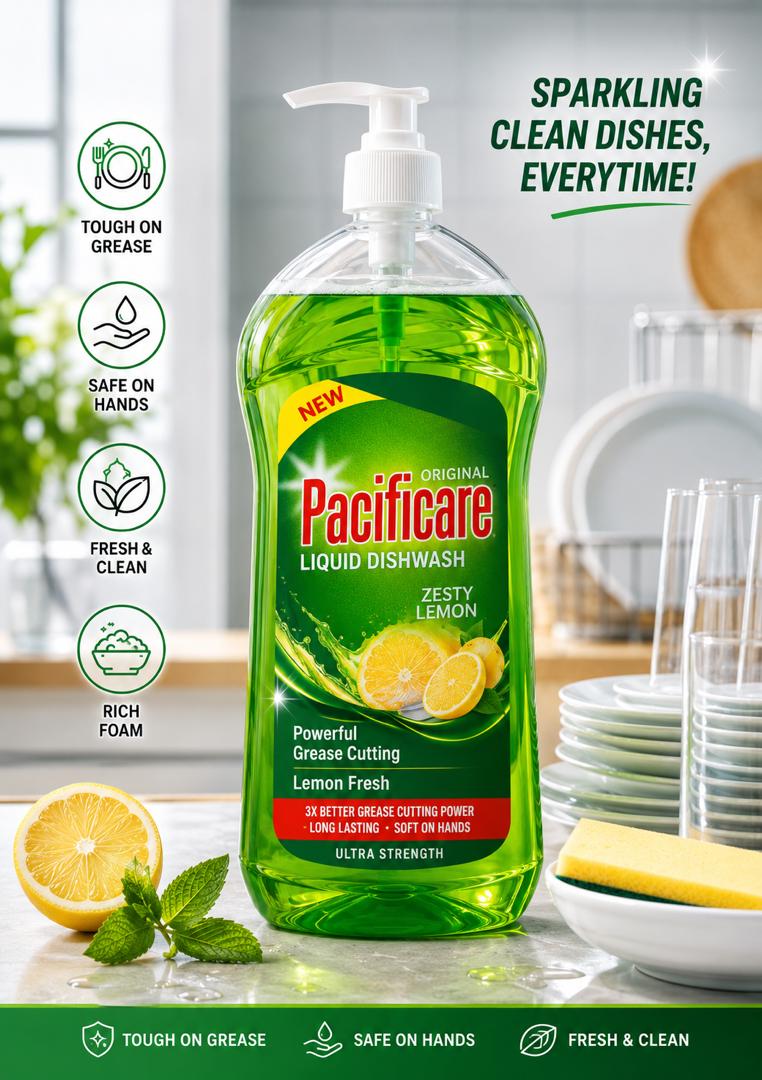 SPARKLING
CLEAN DISHES,
EVERYTIME!
TOUGH ON
GREASE
SAFE ON
HANDS
FRESH &
CLEAN
RICH
FOAM
NEW
ORIGINAL
Pacificare
LIQUID DISHWASH
ZESTY
LEMON
Powerful
Grease Cutting
Lemon Fresh
3X BETTER GREASE CUTTING POWER
- LONG LASTING • SOFT ON HANDS
ULTRA STRENGTH
TOUGH ON GREASE
SAFE ON HANDS
FRESH & CLEAN